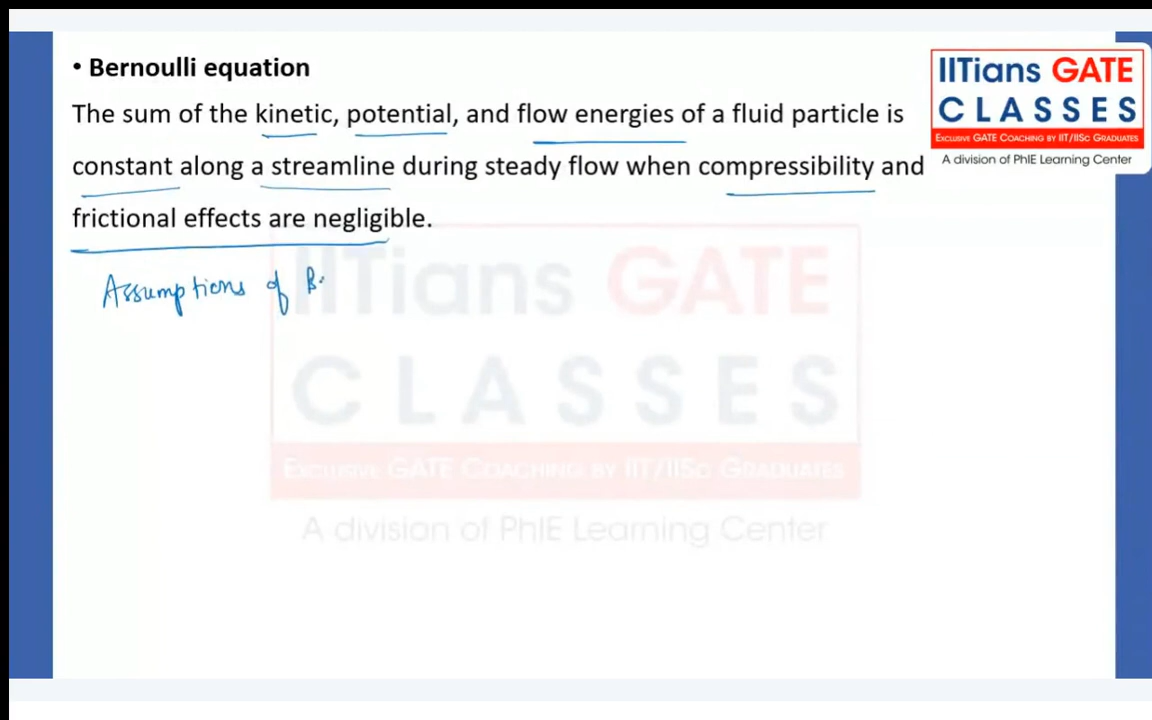 • Bernoulli equation
The sum of the kinetic, potential, and flow energies of a fluid particle is
constant along a streamline during steady flow when compressibility and
frictional effects are negligible.
Assumptions of B.
IITians GATE
CLASSES
EXCLUSIVE GATE COACHING BY IIT/IISc GRADUATES
A division of PhIE Learning Center
IITians GATE
CLASSES
EXCLUSIVE GATE COACHING BY IIT/IISc GRADUATES
A division of PhIE Learning Center